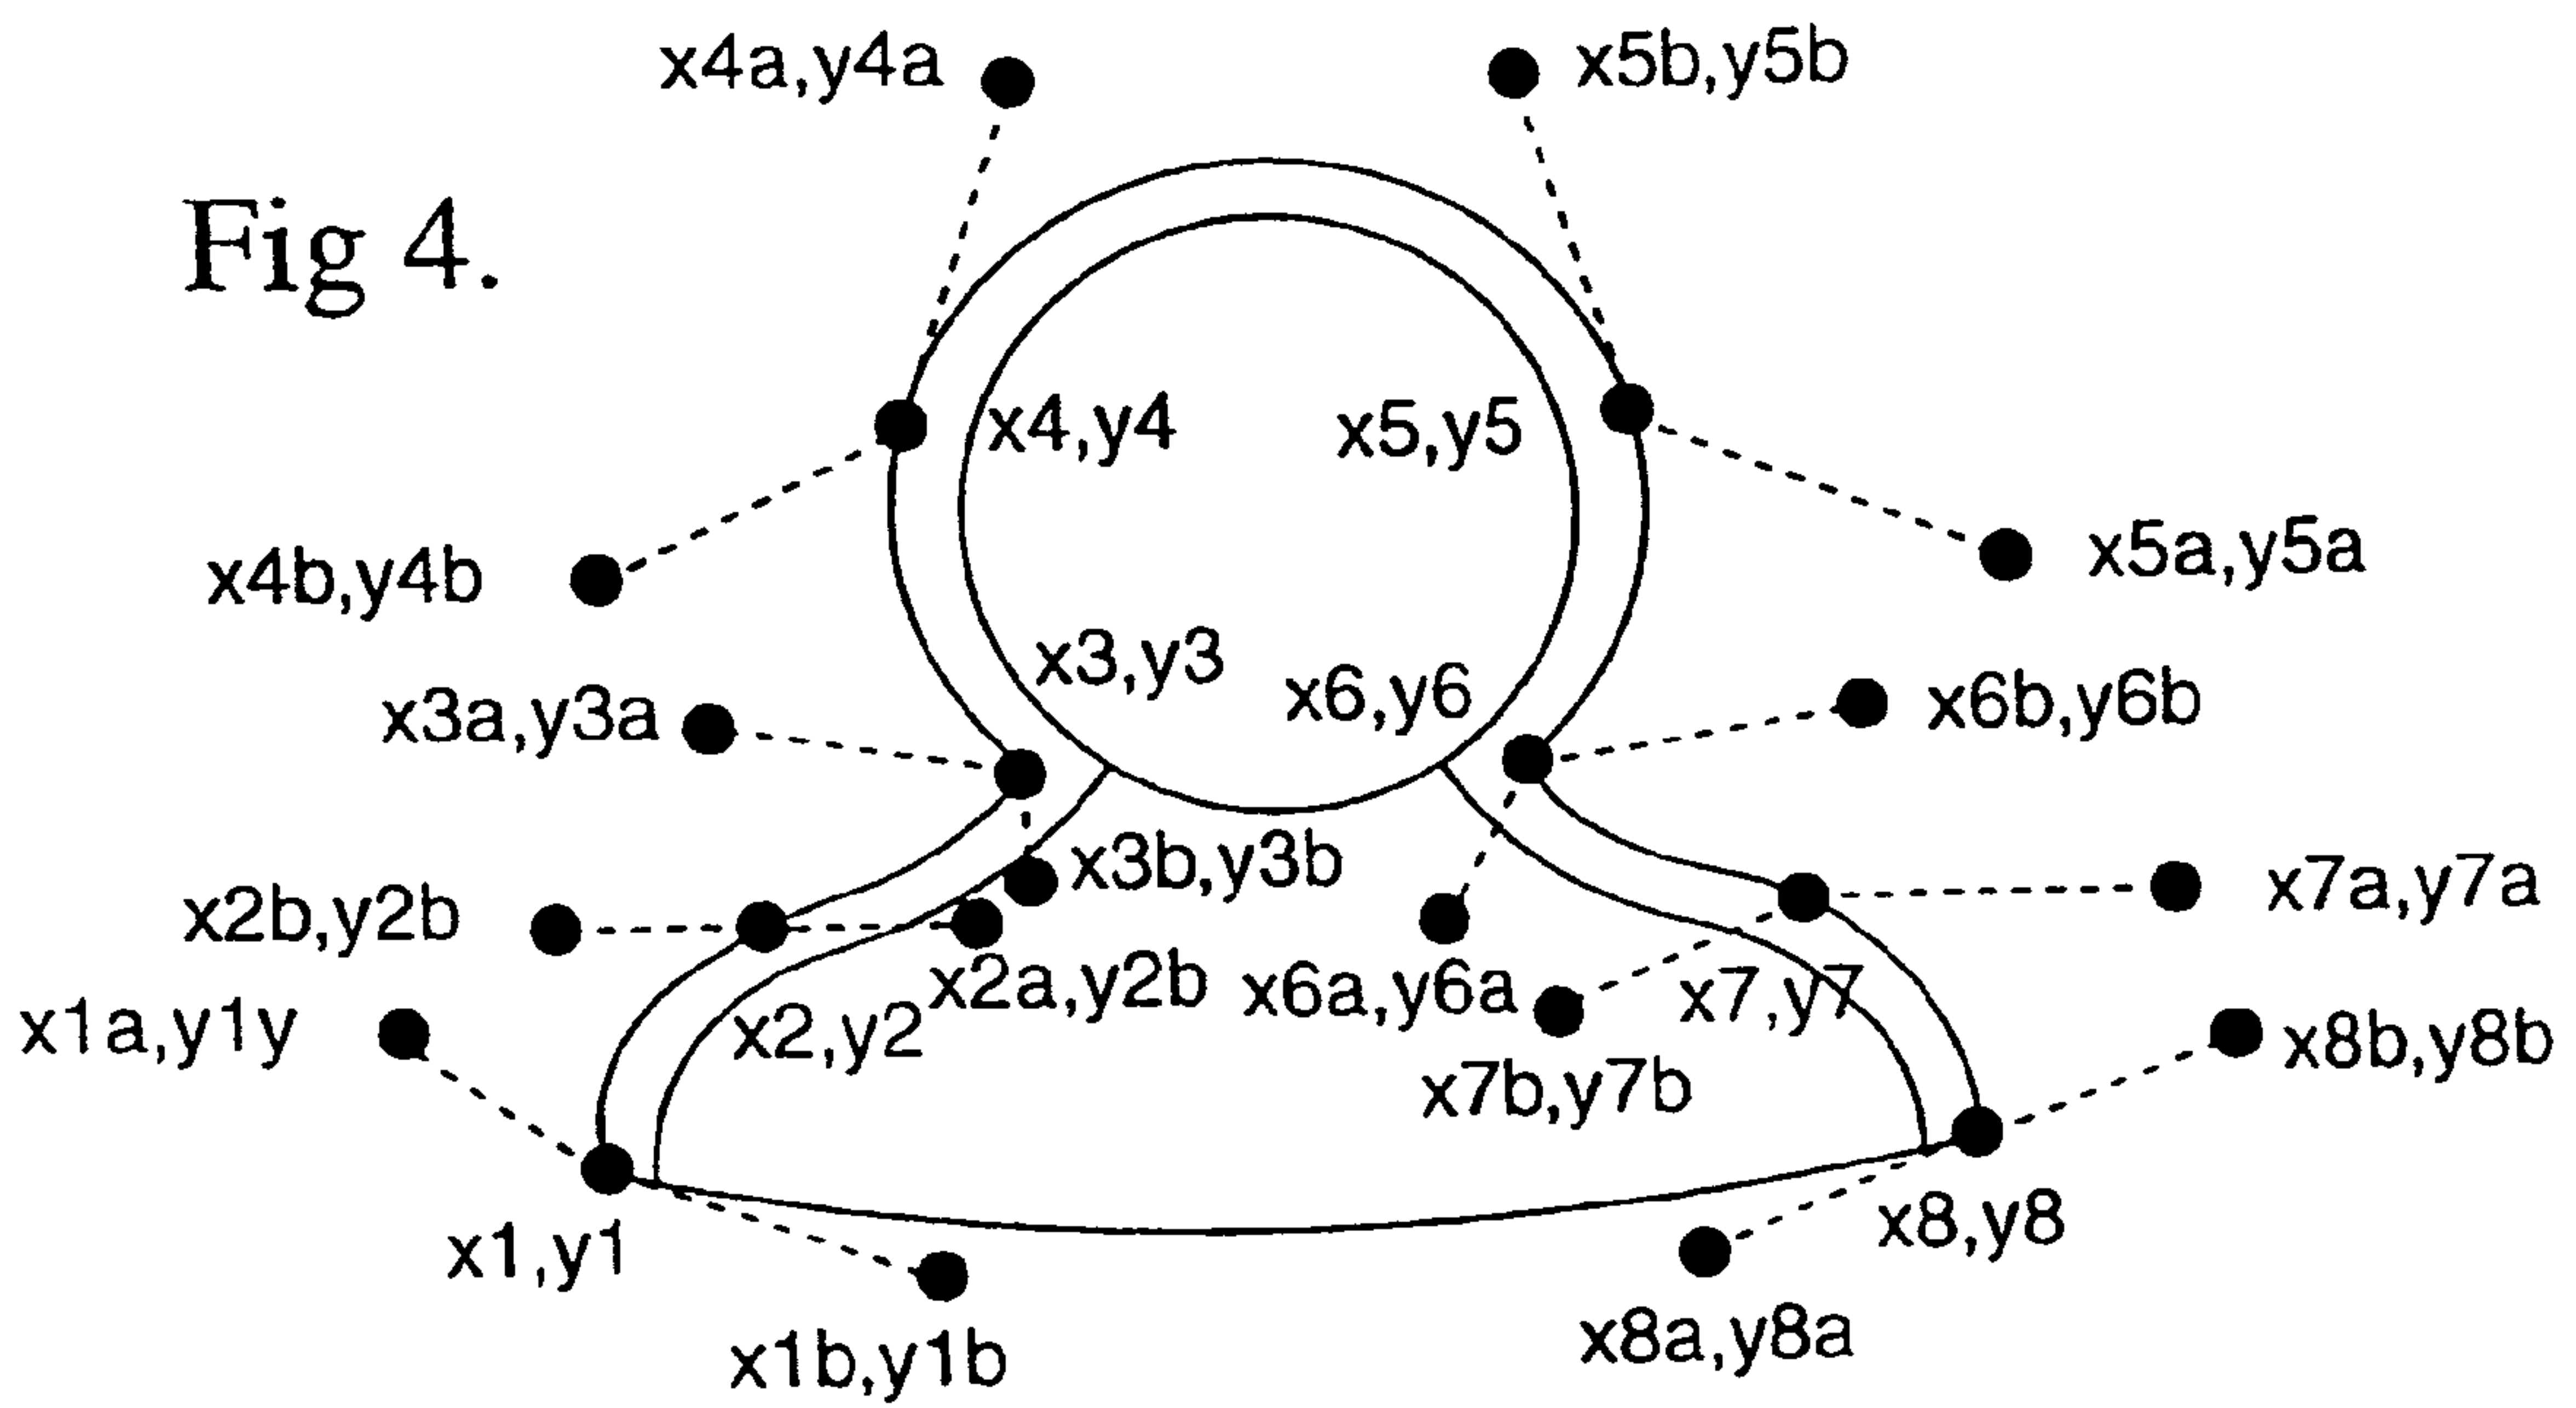 x4a,y4a
x5b,y5b
Fig 4.
x4,y4
x5,y5
x4b,y4b
x5a,y5a
x3,y3
x6,y6
x3a,y3a
x6b,y6b
x3b,y3b
x7a,y7a
x2b,y2b
x2a,y2b
x6a,y6a
x7,y7
x1a,y1y
x2,y2
x8b,y8b
x7b,y7b
x1,y1
x8,y8
x1b,y1b
x8a,y8a